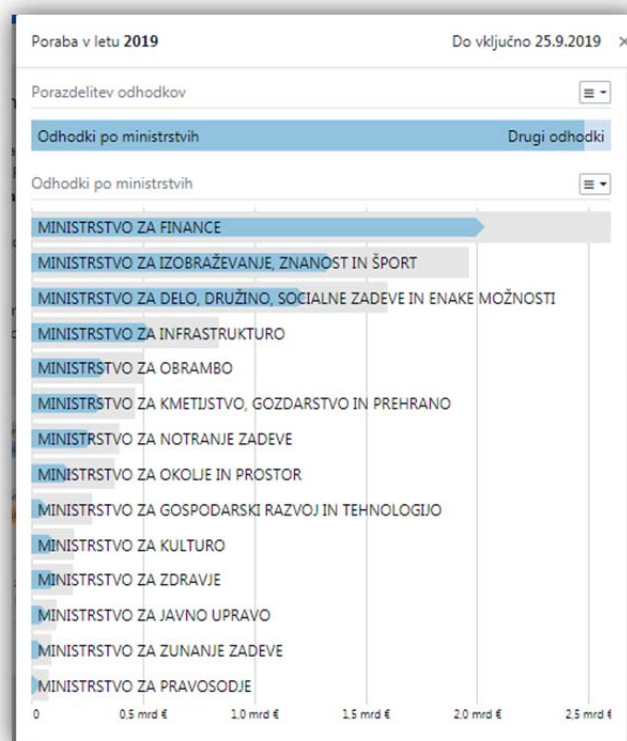 Poraba v letu 2019
Do vključno 25.9.2019 ×
Porazdelitev odhodkov
Odhodki po ministrstvih
Drugi odhodki
Odhodki po ministrstvih
MINISTRSTVO ZA FINANCE
MINISTRSTVO ZA IZOBRAŽEVANJE, ZNANOST IN ŠPORT
MINISTRSTVO ZA DELO, DRUŽINO, SOCIALNE ZADEVE IN ENAKE MOŽNOSTI
MINISTRSTVO ZA INFRASTRUKTURO
MINISTRSTVO ZA OBRAMBO
MINISTRSTVO ZA KMETIJSTVO, GOZDARSTVO IN PREHRANO
MINISTRSTVO ZA NOTRANJE ZADEVE
MINISTRSTVO ZA OKOLJE IN PROSTOR
MINISTRSTVO ZA GOSPODARSKI RAZVOJ IN TEHNOLOGIJO
MINISTRSTVO ZA KULTURO
MINISTRSTVO ZA ZDRAVJE
MINISTRSTVO ZA JAVNO UPRAVO
MINISTRSTVO ZA ZUNANJE ZADEVE
MINISTRSTVO ZA PRAVOSODJE
0 0,5 mrd € 1,0 mrd € 1,5 mrd € 2,0 mrd € 2,5 mrd €